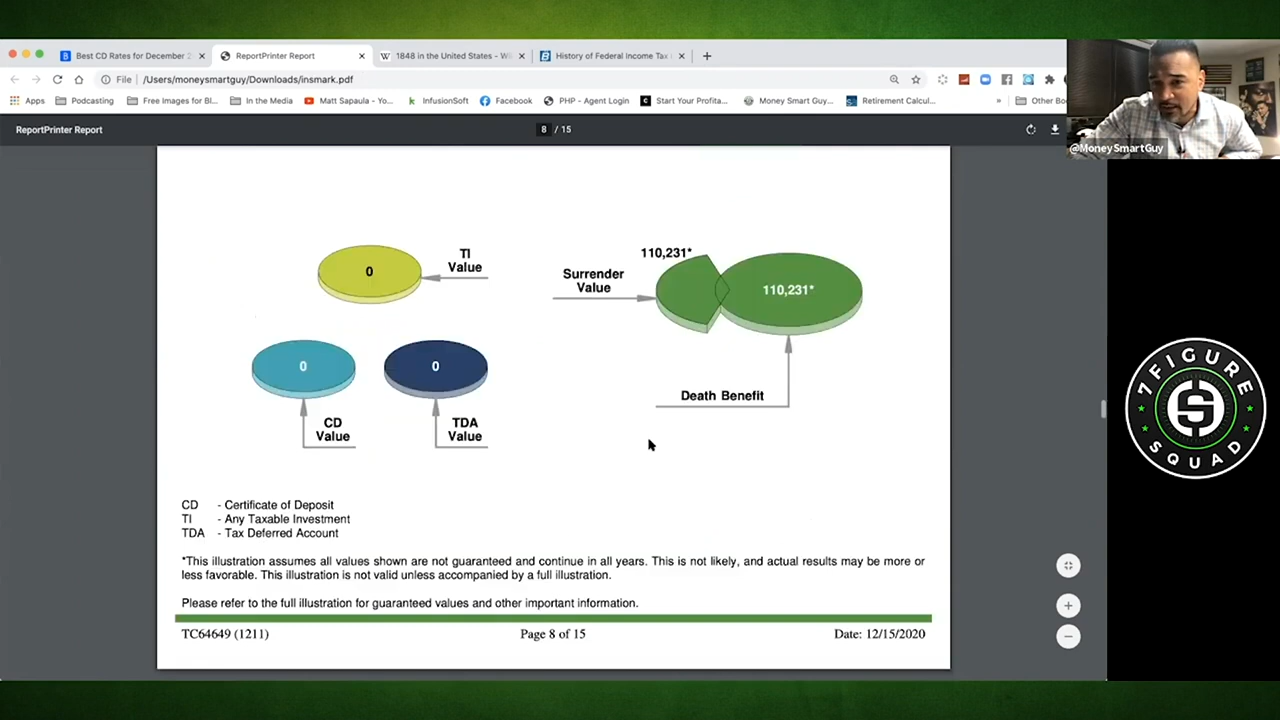 Best CD Rates for December 2
ReportPrinter Report
1848 in the United States - Wi
History of Federal Income Tax
File /Users/moneysmartguy/Downloads/insmark.pdf
Apps Podcasting Free Images for Bl... In the Media Matt Sapaula - Yo... InfusionSoft Facebook PHP - Agent Login Start Your Profita... Money Smart Guy... Retirement Calcul... » Other Bo
ReportPrinter Report
8 / 15
@MoneySmartGuy
0
TI
Value
0
CD
Value
0
TDA
Value
110,231*
Surrender
Value
110,231*
Death Benefit
CD - Certificate of Deposit
TI - Any Taxable Investment
TDA - Tax Deferred Account
*This illustration assumes all values shown are not guaranteed and continue in all years. This is not likely, and actual results may be more or
less favorable. This illustration is not valid unless accompanied by a full illustration.
Please refer to the full illustration for guaranteed values and other important information.
TC64649 (1211)
Page 8 of 15
Date: 12/15/2020
7FIGURE
SQUAD